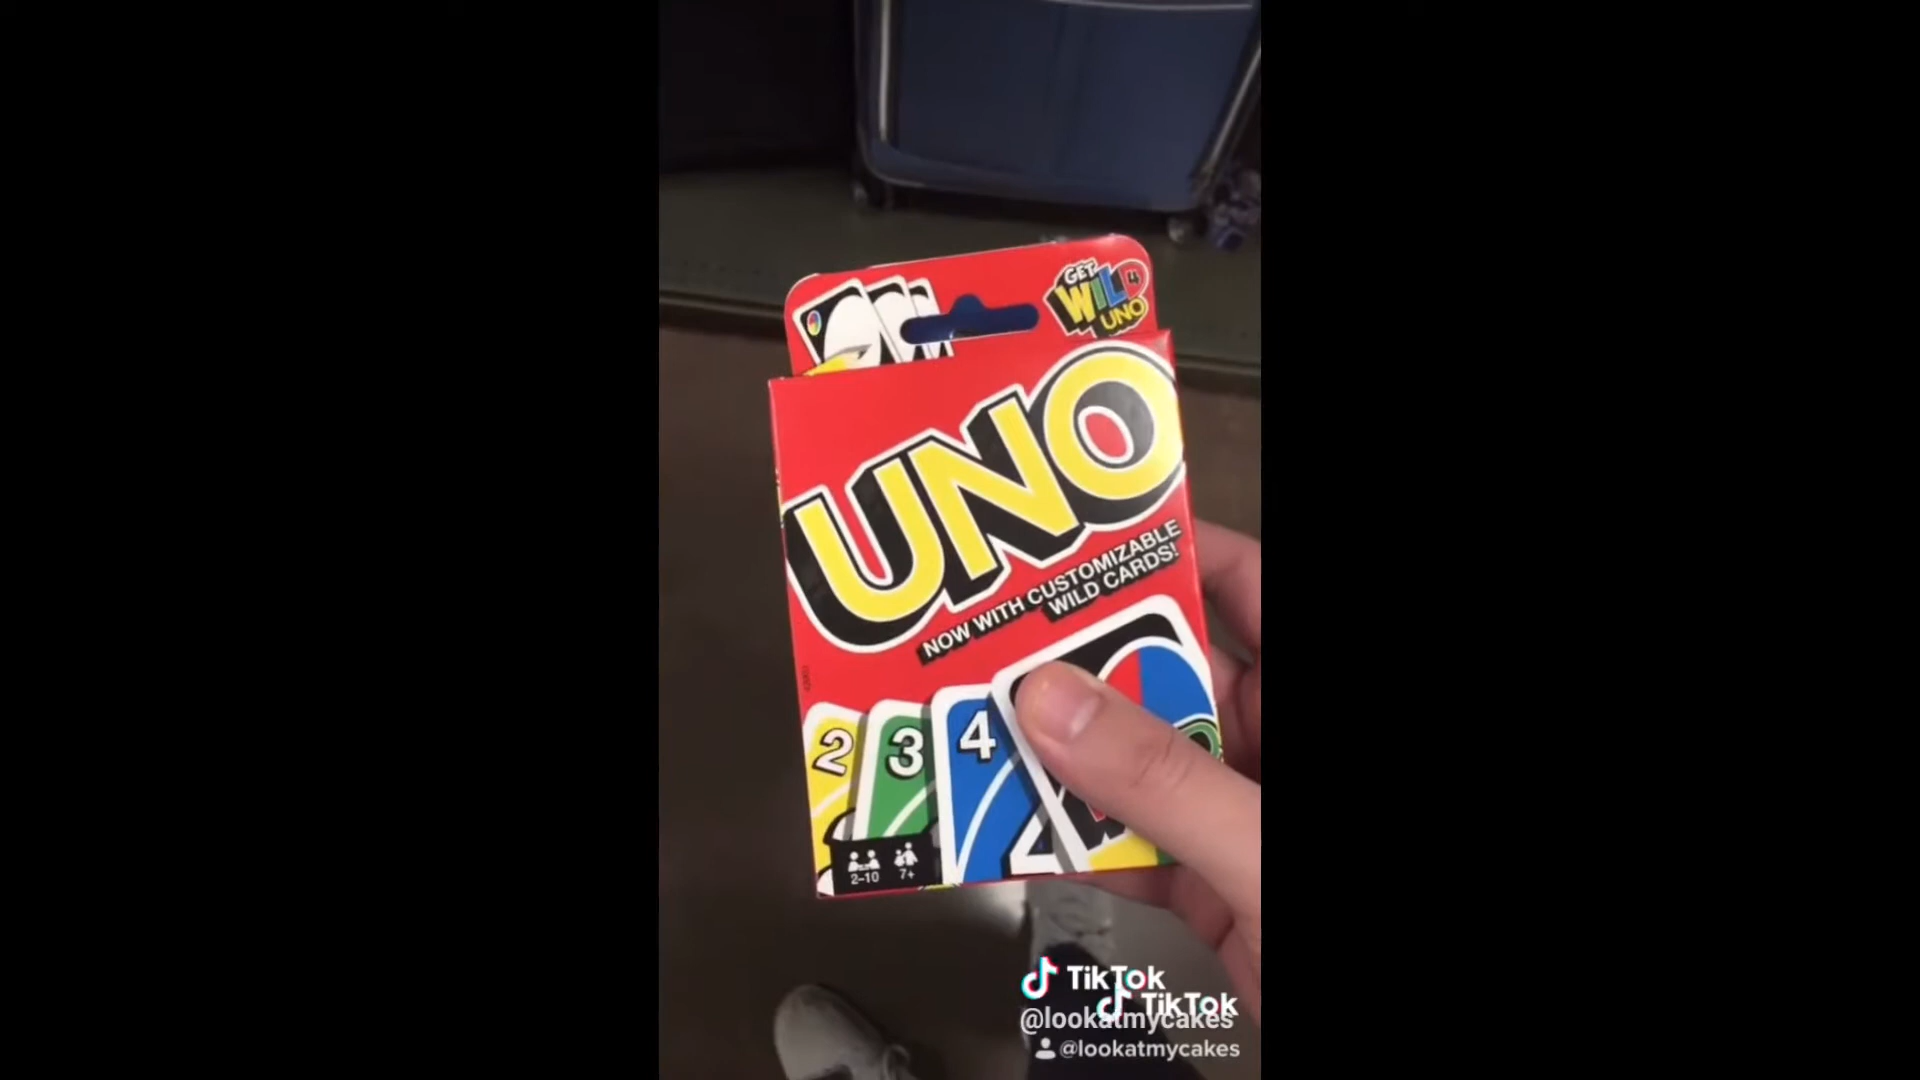 GET
WILD
4
UNO
UNO
NOW WITH CUSTOMIZABLE
WILD CARDS!
2
3
4
2-10
7+
TikTok
TikTok
@lookatmycakes
@lookatmycakes